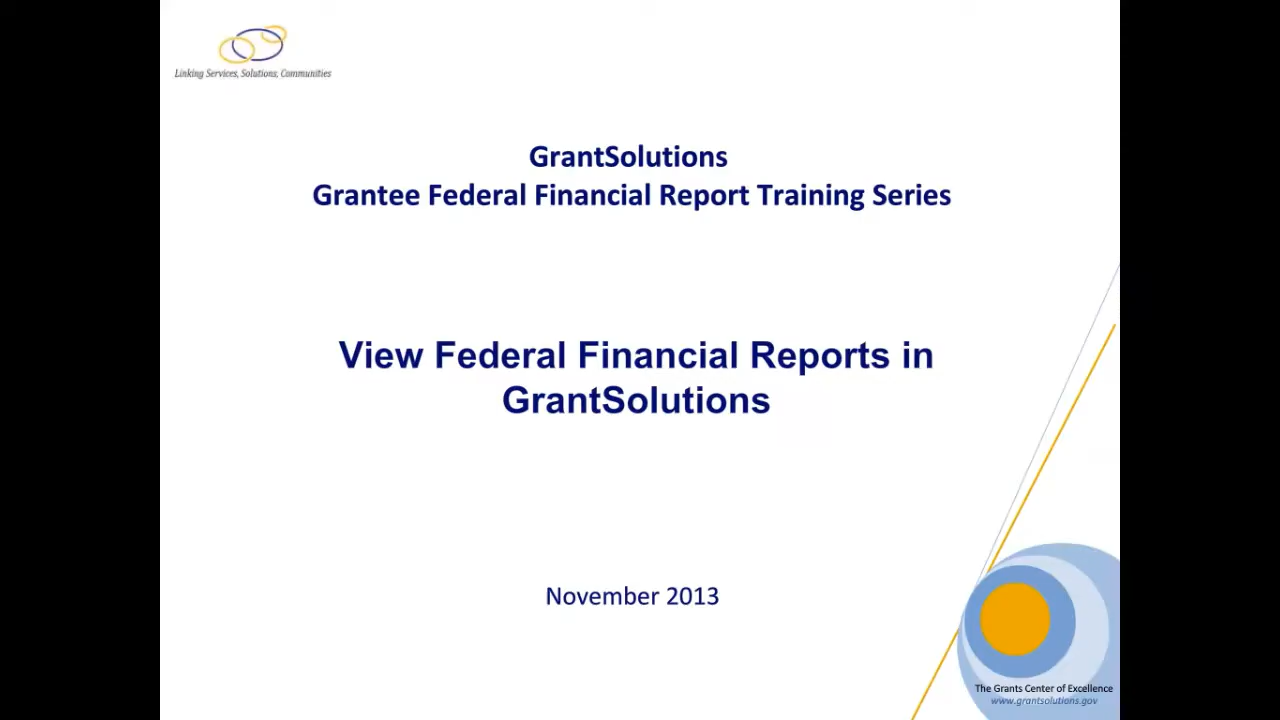 Linking Services, Solutions, Communities
GrantSolutions
Grantee Federal Financial Report Training Series
View Federal Financial Reports in
GrantSolutions
November 2013
The Grants Center of Excellence
www.grantsolutions.gov